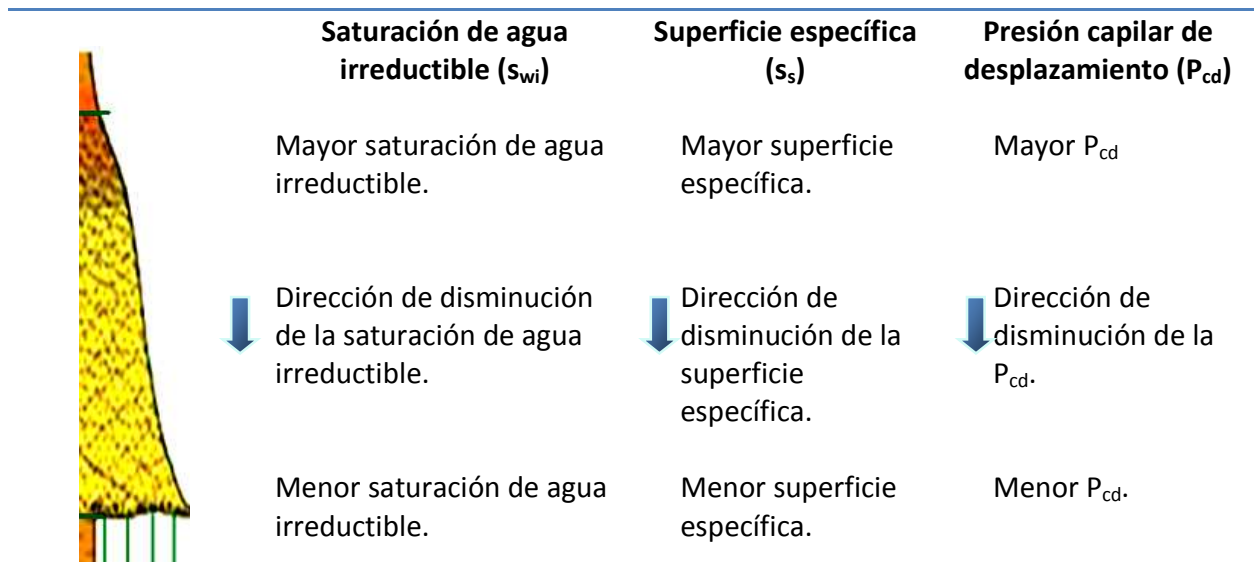 Saturación de agua
irreductible (swi)
Superficie específica
(ss)
Presión capilar de
desplazamiento (Pcd)
Mayor saturación de agua
irreductible.
Mayor superficie
específica.
Mayor Pcd
Dirección de disminución
de la saturación de agua
irreductible.
Dirección de
disminución de la
superficie
específica.
Dirección de
disminución de la
Pcd.
Menor saturación de agua
irreductible.
Menor superficie
específica.
Menor Pcd.